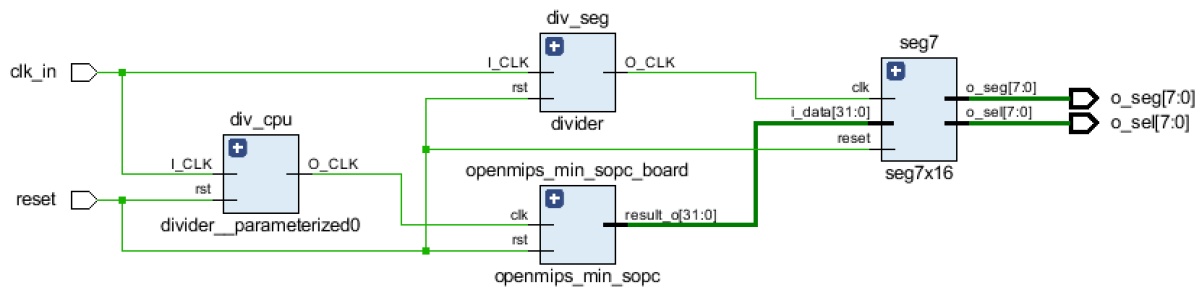 div_seg
I_CLK
O_CLK
rst
divider
seg7
clk
i_data[31:0]
reset
o_seg[7:0]
o_sel[7:0]
seg7x16
o_seg[7:0]
o_sel[7:0]
clk_in
reset
div_cpu
I_CLK
O_CLK
rst
divider__parameterized0
openmips_min_sopc_board
clk
result_o[31:0]
rst
openmips_min_sopc